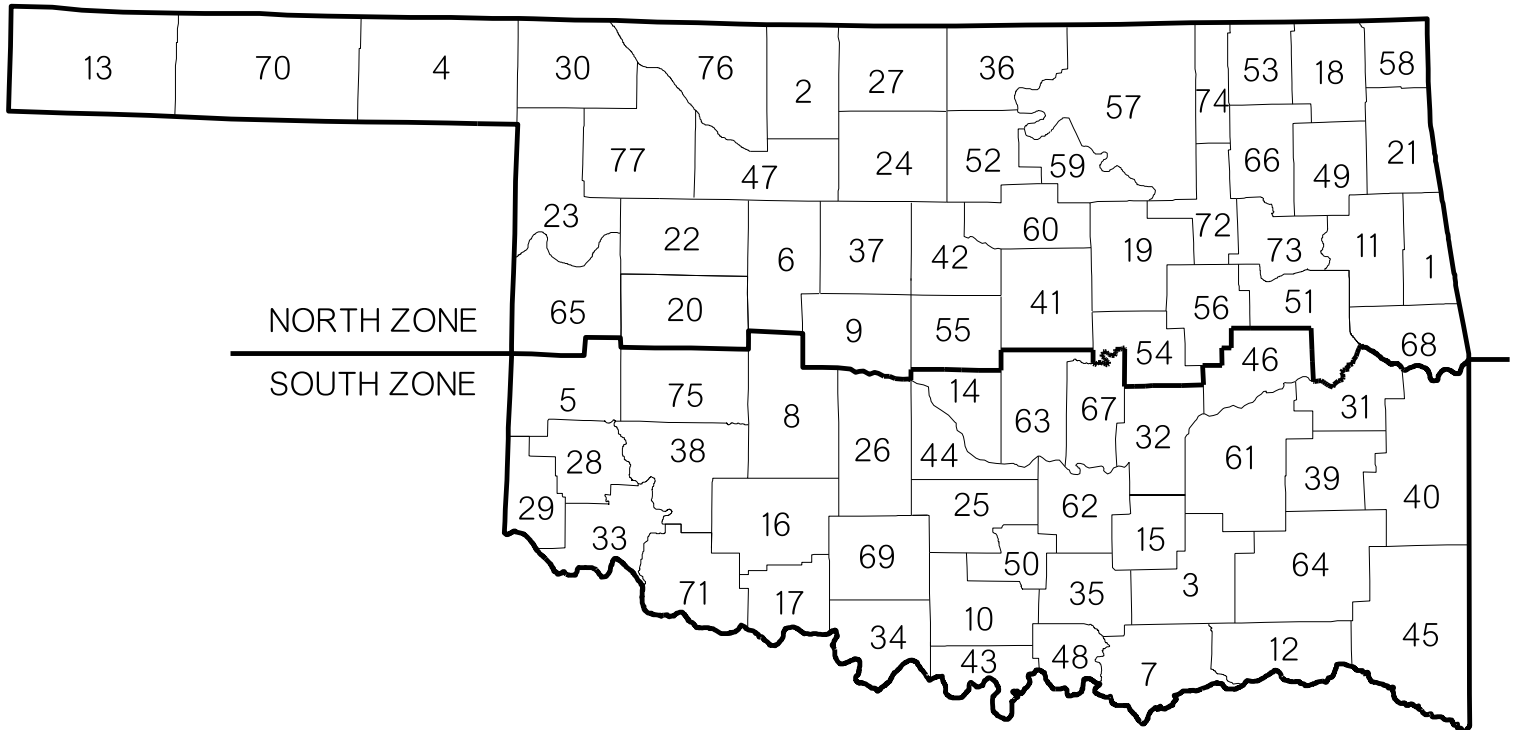 13 70 4 30 76 2 27 36 57 74 53 18 58
77 47 24 52 59 66 49 21
23 22 6 37 42 60 19 72 73 11 1
65 20 9 55 41 56 51
NORTH ZONE
54 46 68
SOUTH ZONE
5 75 8 14 63 67 32 31
28 38 26 44 61 39 40
29 33 16 25 62 15
69 50 64
71 17 10 35 3
34 43 48 7 12 45